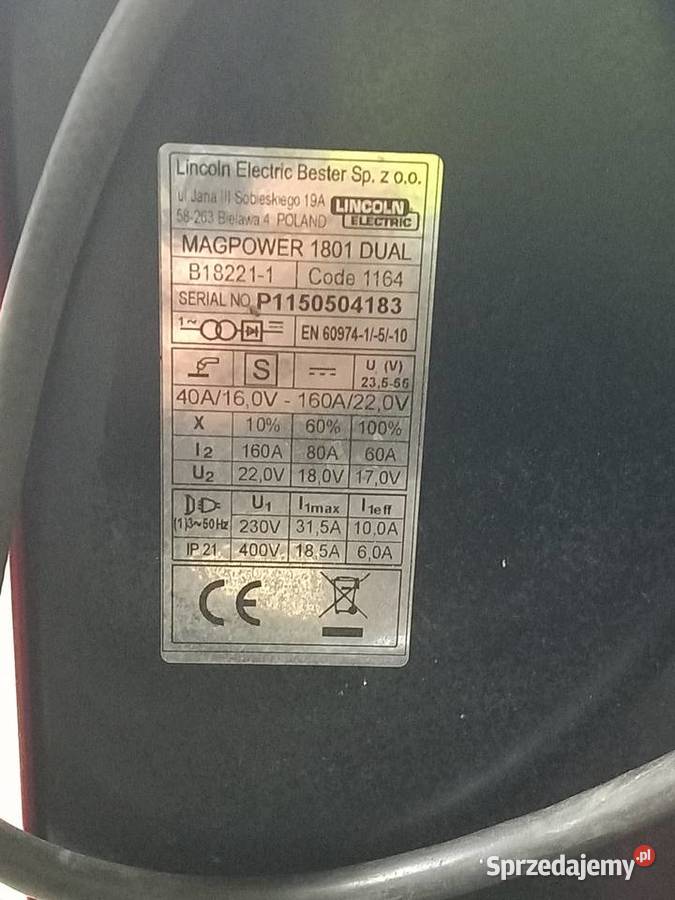 Lincoln Electric Bester Sp. z o.o.
ul. Jana III Sobieskiego 19A
58-263 Bielawa 4 POLAND
LINCOLN
ELECTRIC
MAGPOWER 1801 DUAL
B18221-1 Code 1164
SERIAL NO. P1150504183
1~ EN 60974-1/-5/-10
S U (V)
23,5-56
40A/16,0V - 160A/22,0V
X 10% 60% 100%
I2 160A 80A 60A
U2 22,0V 18,0V 17,0V
U1 I1max I1eff
(1)3~50Hz 230V 31,5A 10,0A
IP 21 400V 18,5A 6,0A
CE
Sprzedajemy.pl